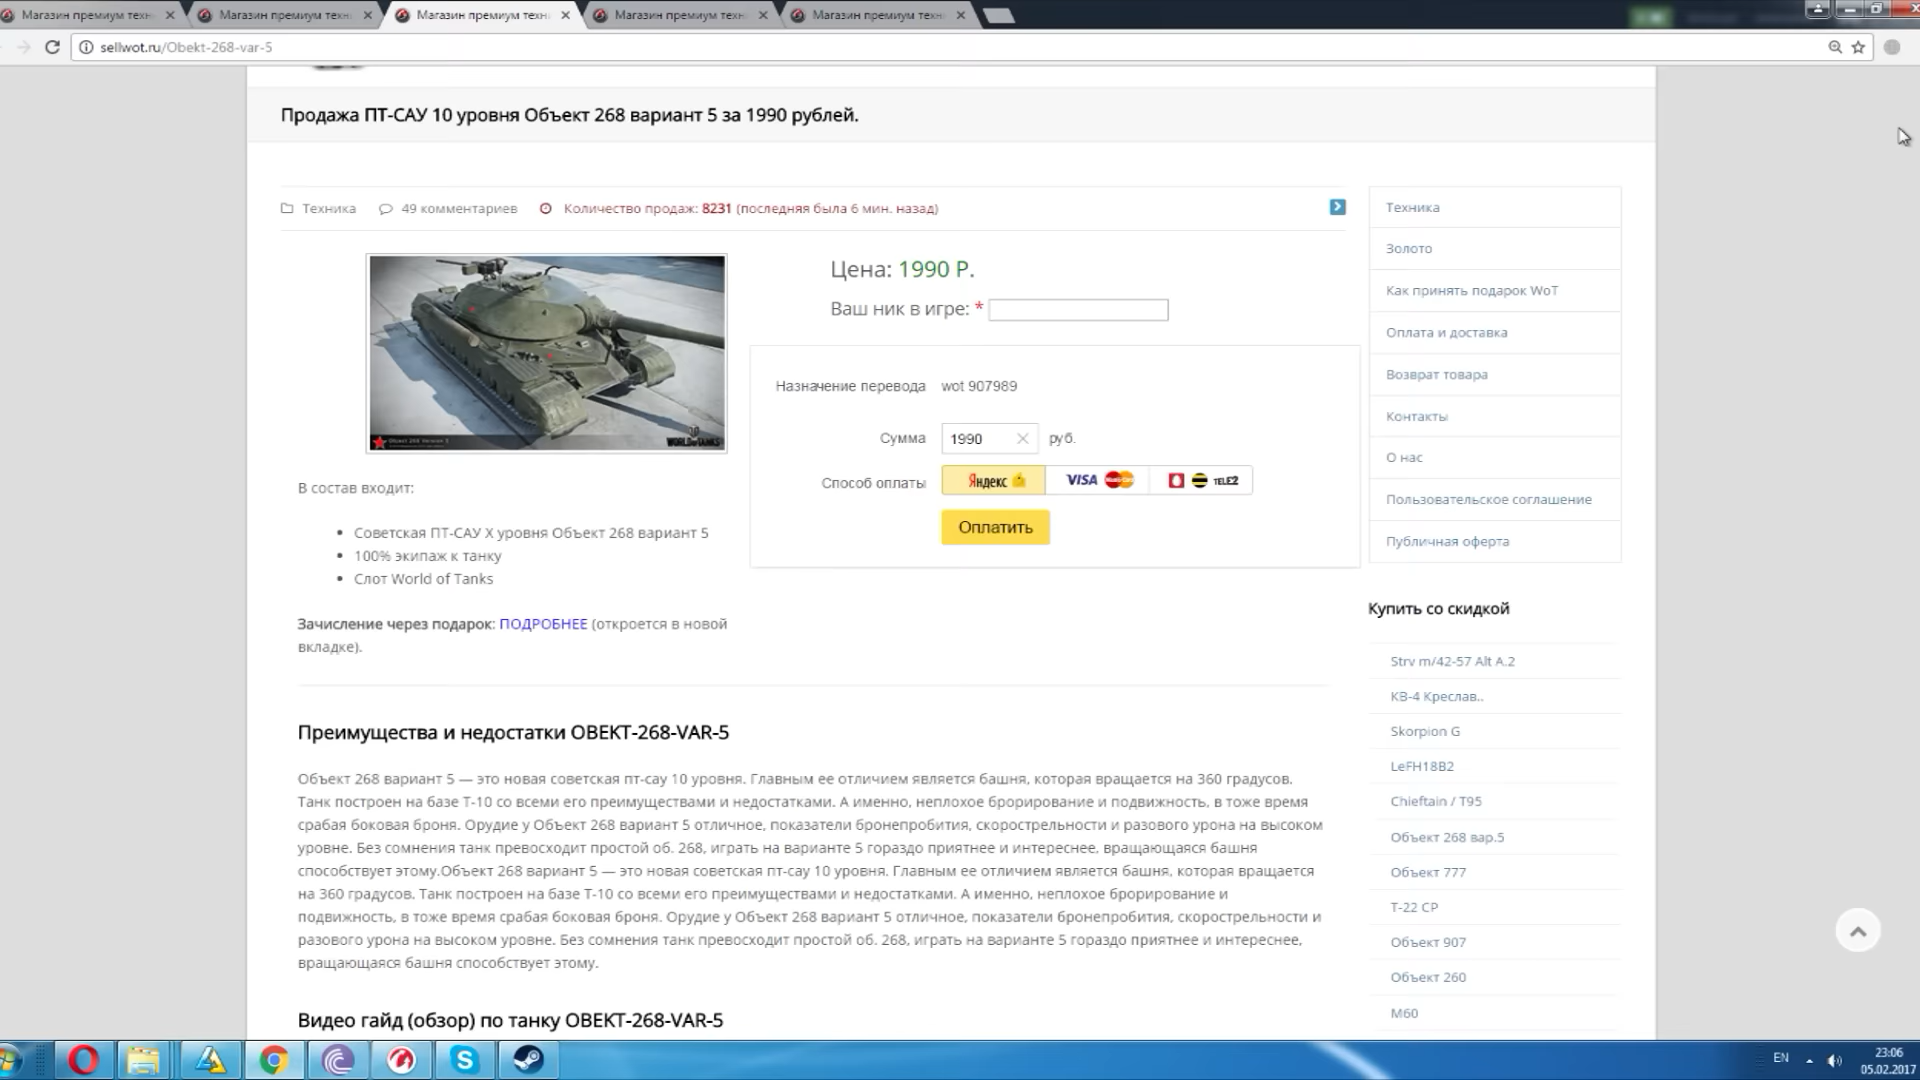 Магазин премиум техн
Магазин премиум техн
Магазин премиум техн
Магазин премиум техн
Магазин премиум техн
sellwot.ru/Obekt-268-var-5
Продажа ПТ-САУ 10 уровня Объект 268 вариант 5 за 1990 рублей.
Техника
49 комментариев
Количество продаж: 8231 (последняя была 6 мин. назад)
Цена: 1990 Р.
Ваш ник в игре: *
Назначение перевода wot 907989
Сумма 1990 руб.
Способ оплаты Яндекс VISA MasterCard TELE2
Оплатить
WORLD of TANKS
В состав входит:
• Советская ПТ-САУ X уровня Объект 268 вариант 5
• 100% экипаж к танку
• Слот World of Tanks
Зачисление через подарок: ПОДРОБНЕЕ (откроется в новой
вкладке).
Преимущества и недостатки OBEKT-268-VAR-5
Объект 268 вариант 5 — это новая советская пт-сау 10 уровня. Главным ее отличием является башня, которая вращается на 360 градусов.
Танк построен на базе Т-10 со всеми его преимуществами и недостатками. А именно, неплохое брорирование и подвижность, в тоже время
срабая боковая броня. Орудие у Объект 268 вариант 5 отличное, показатели бронепробития, скорострельности и разового урона на высоком
уровне. Без сомнения танк превосходит простой об. 268, играть на варианте 5 гораздо приятнее и интереснее, вращающаяся башня
способствует этому.Объект 268 вариант 5 — это новая советская пт-сау 10 уровня. Главным ее отличием является башня, которая вращается
на 360 градусов. Танк построен на базе Т-10 со всеми его преимуществами и недостатками. А именно, неплохое брорирование и
подвижность, в тоже время срабая боковая броня. Орудие у Объект 268 вариант 5 отличное, показатели бронепробития, скорострельности и
разового урона на высоком уровне. Без сомнения танк превосходит простой об. 268, играть на варианте 5 гораздо приятнее и интереснее,
вращающаяся башня способствует этому.
Видео гайд (обзор) по танку OBEKT-268-VAR-5
Техника
Золото
Как принять подарок WoT
Оплата и доставка
Возврат товара
Контакты
О нас
Пользовательское соглашение
Публичная оферта
Купить со скидкой
Strv m/42-57 Alt A.2
КВ-4 Креслав..
Skorpion G
LeFH18B2
Chieftain / T95
Объект 268 вар.5
Объект 777
Т-22 СР
Объект 907
Объект 260
M60
EN
23:06
05.02.2017